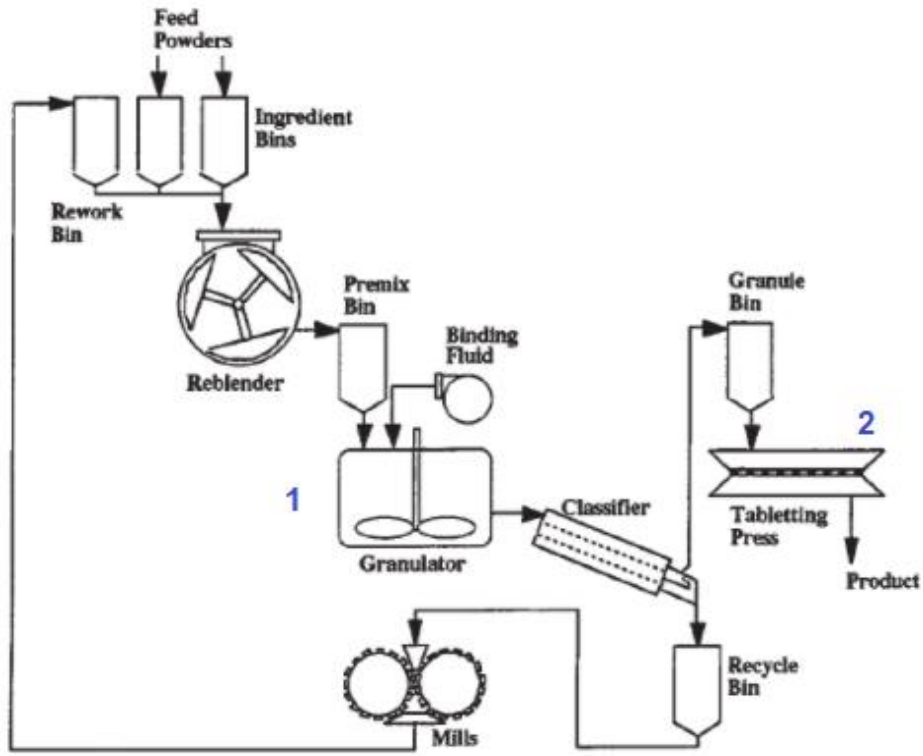 Feed
Powders
Ingredient
Bins
Rework
Bin
Reblender
Premix
Bin
Binding
Fluid
1
Granulator
Classifier
Granule
Bin
2
Tabletting
Press
Product
Recycle
Bin
Mills